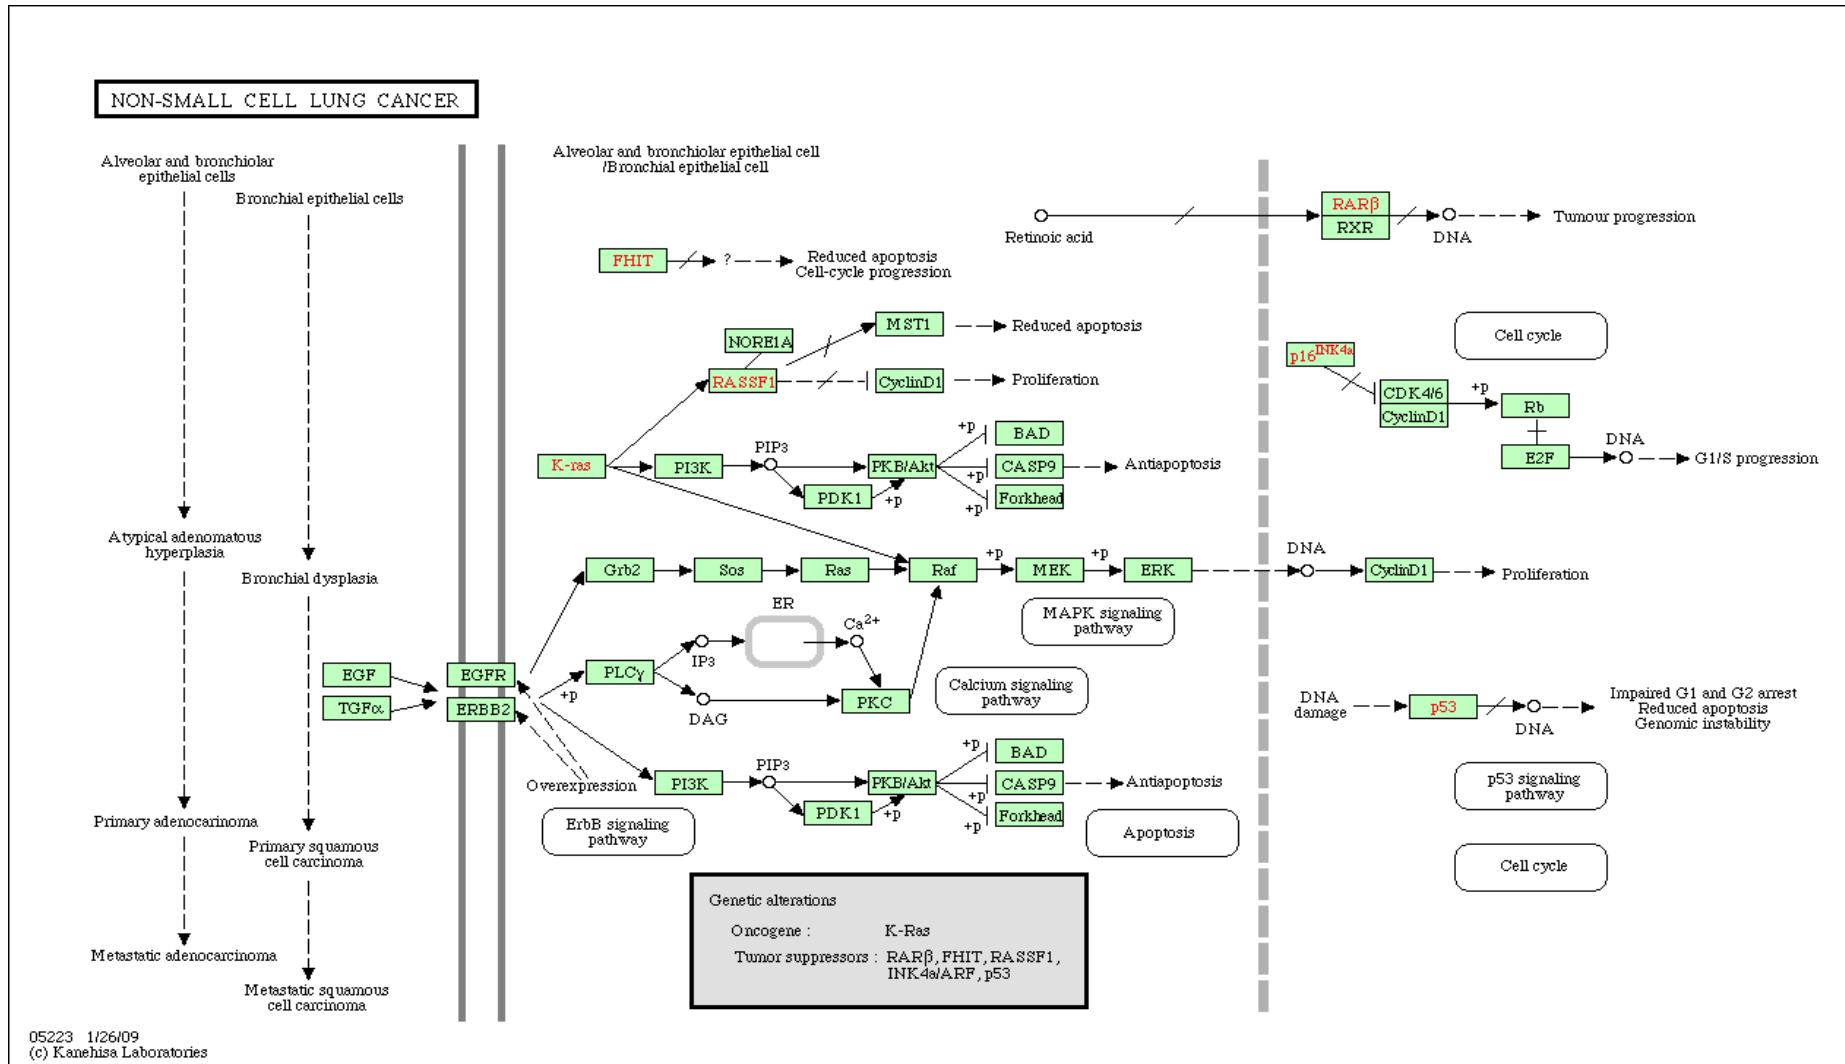 NON-SMALL CELL LUNG CANCER
Alveolar and bronchiolar
epithelial cells
Bronchial epithelial cells
Atypical adenomatous
hyperplasia
Bronchial dysplasia
Primary adenocarinoma
Primary squamous
cell carcinoma
Metastatic adenocarcinoma
Metastatic squamous
cell carcinoma
Alveolar and bronchiolar epithelial cell
/Bronchial epithelial cell
Retinoic acid
RARβ
RXR
DNA
Tumour progression
FHIT
?
Reduced apoptosis
Cell-cycle progression
NORE1A
MST1
Reduced apoptosis
RASSF1
CyclinD1
Proliferation
Cell cycle
p16INK4a
CDK4/6
CyclinD1
+p
Rb
E2F
DNA
G1/S progression
K-ras
PI3K
PIP3
PKB/Akt
PDK1
+p
+p
+p
+p
BAD
CASP9
Forkhead
Antiapoptosis
Grb2
Sos
Ras
Raf
+p
MEK
+p
ERK
DNA
CyclinD1
Proliferation
MAPK signaling
pathway
ER
Ca2+
IP3
PLCγ
+p
DAG
PKC
Calcium signaling
pathway
EGF
TGFα
EGFR
ERBB2
Overexpression
DNA
damage
p53
DNA
Impaired G1 and G2 arrest
Reduced apoptosis
Genomic instability
PI3K
PIP3
PKB/Akt
PDK1
+p
+p
+p
+p
BAD
CASP9
Forkhead
Antiapoptosis
ErbB signaling
pathway
Apoptosis
p53 signaling
pathway
Cell cycle
Genetic alterations
Oncogene : K-Ras
Tumor suppressors : RARβ, FHIT, RASSF1,
INK4a/ARF, p53
05223 1/26/09
(c) Kanehisa Laboratories